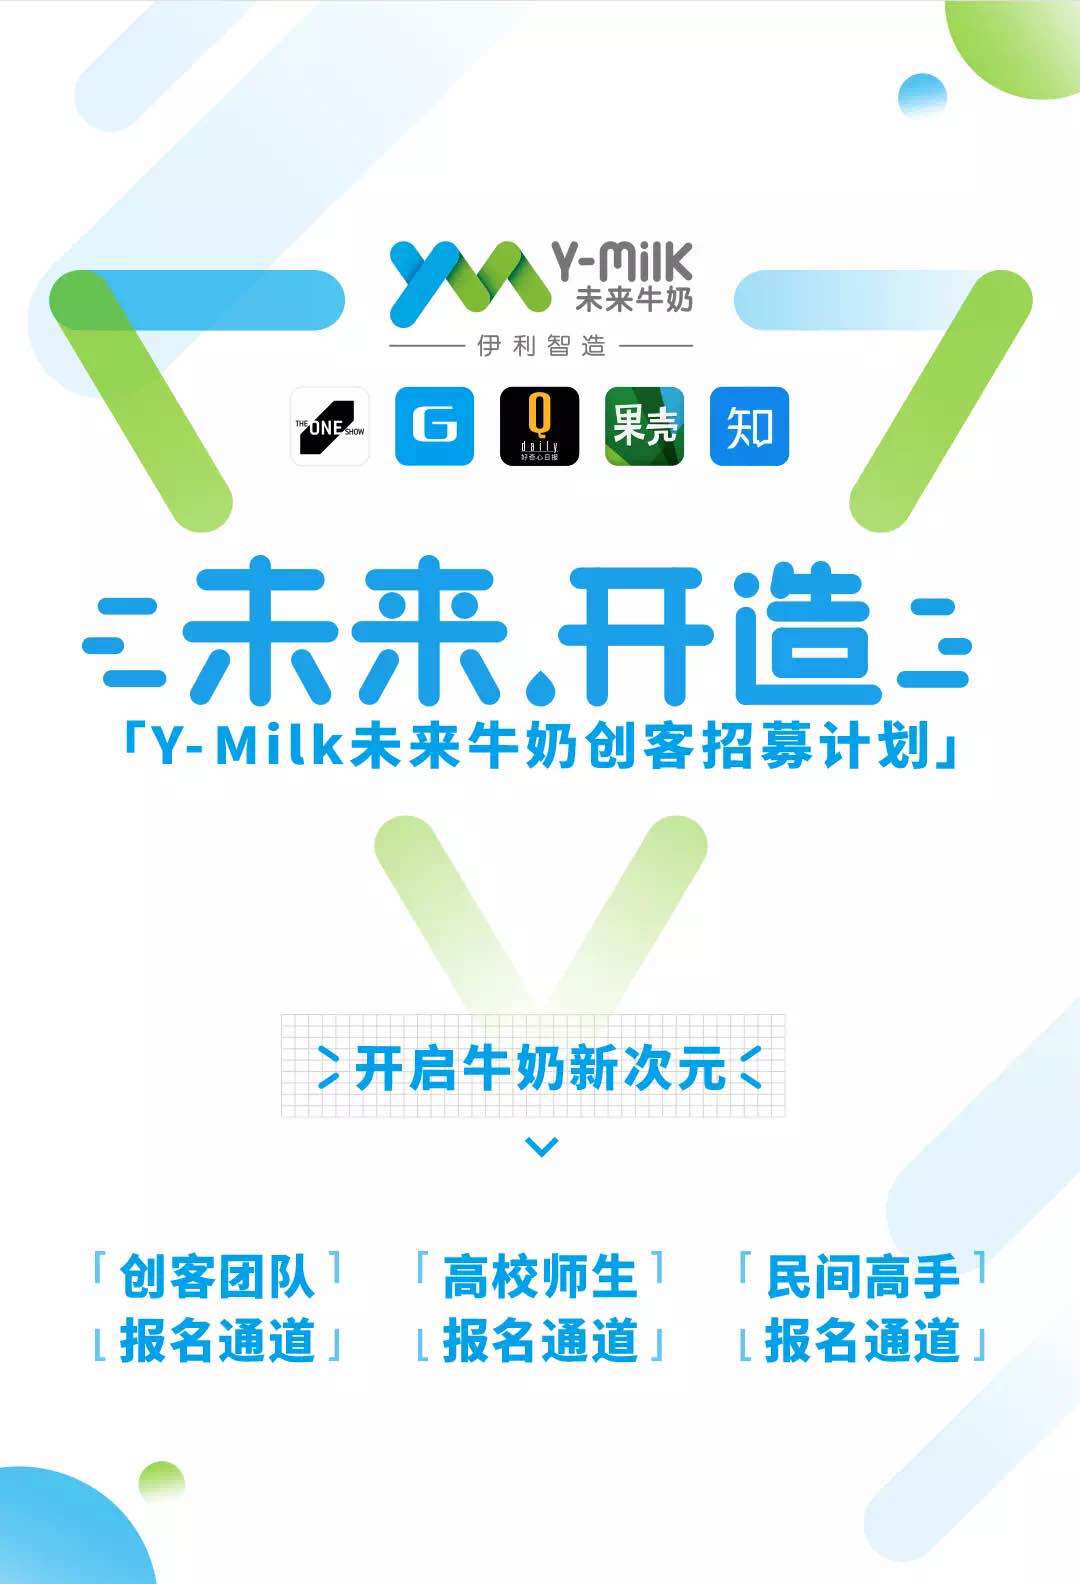 Y-Milk
未来牛奶
伊利智造
THE ONE SHOW
G
Q
daily
好奇心日报
果壳
知
未来,开造
「Y-Milk未来牛奶创客招募计划」
开启牛奶新次元
创客团队
报名通道
高校师生
报名通道
民间高手
报名通道